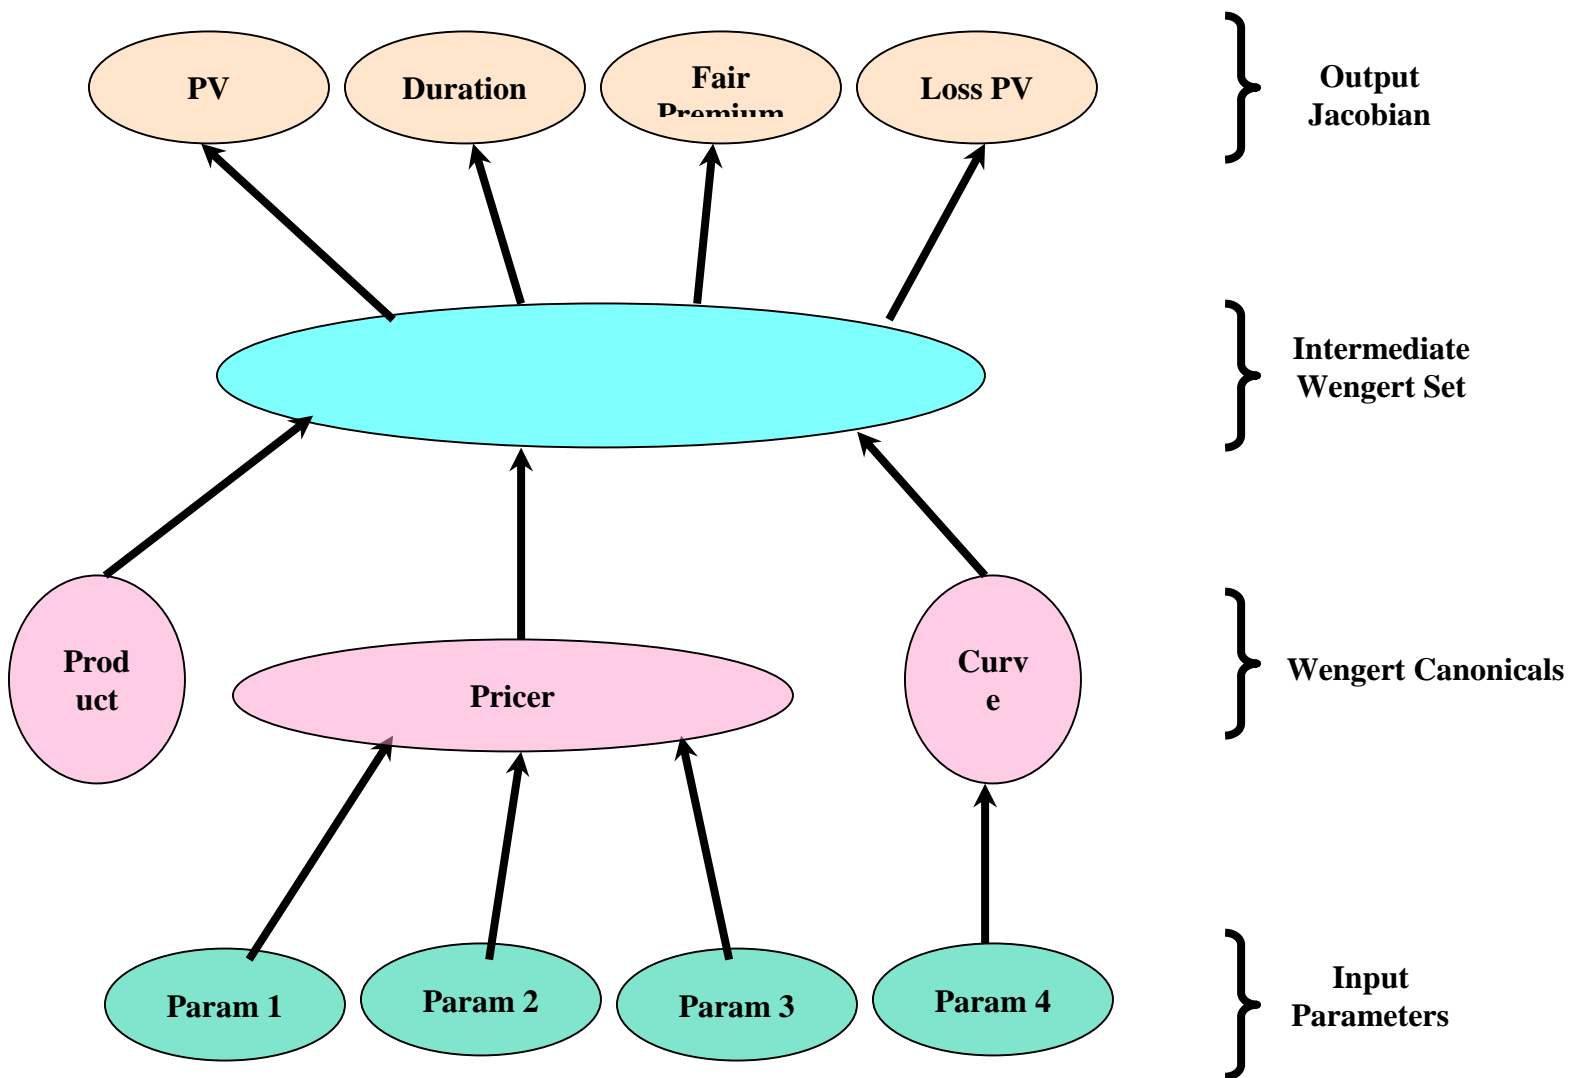 PV
Duration
Fair
Premium
Loss PV
Output
Jacobian
Intermediate
Wengert Set
Prod
uct
Pricer
Curv
e
Wengert Canonicals
Param 1
Param 2
Param 3
Param 4
Input
Parameters